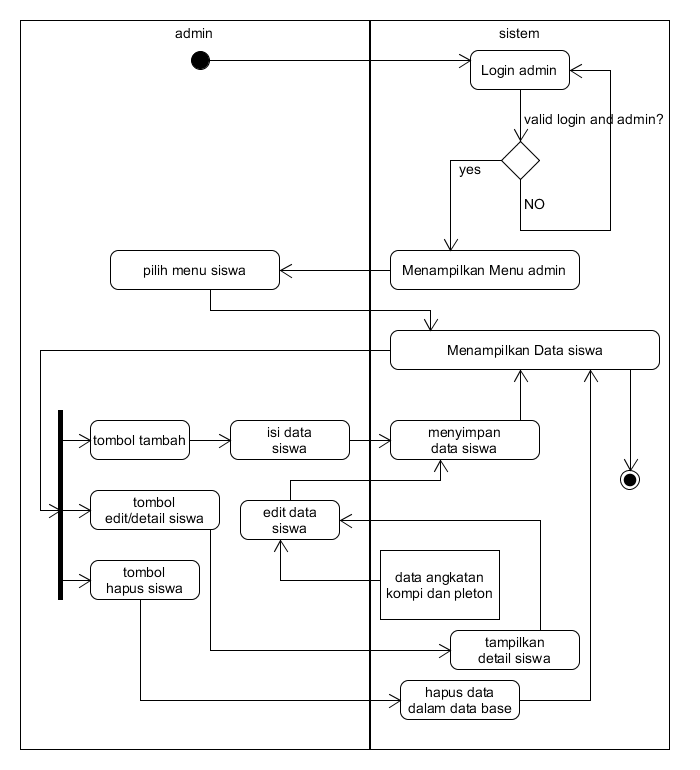 admin
sistem
Login admin
valid login and admin?
yes
NO
pilih menu siswa
Menampilkan Menu admin
Menampilkan Data siswa
tombol tambah
isi data
siswa
menyimpan
data siswa
tombol
edit/detail siswa
edit data
siswa
tombol
hapus siswa
data angkatan
kompi dan pleton
tampilkan
detail siswa
hapus data
dalam data base